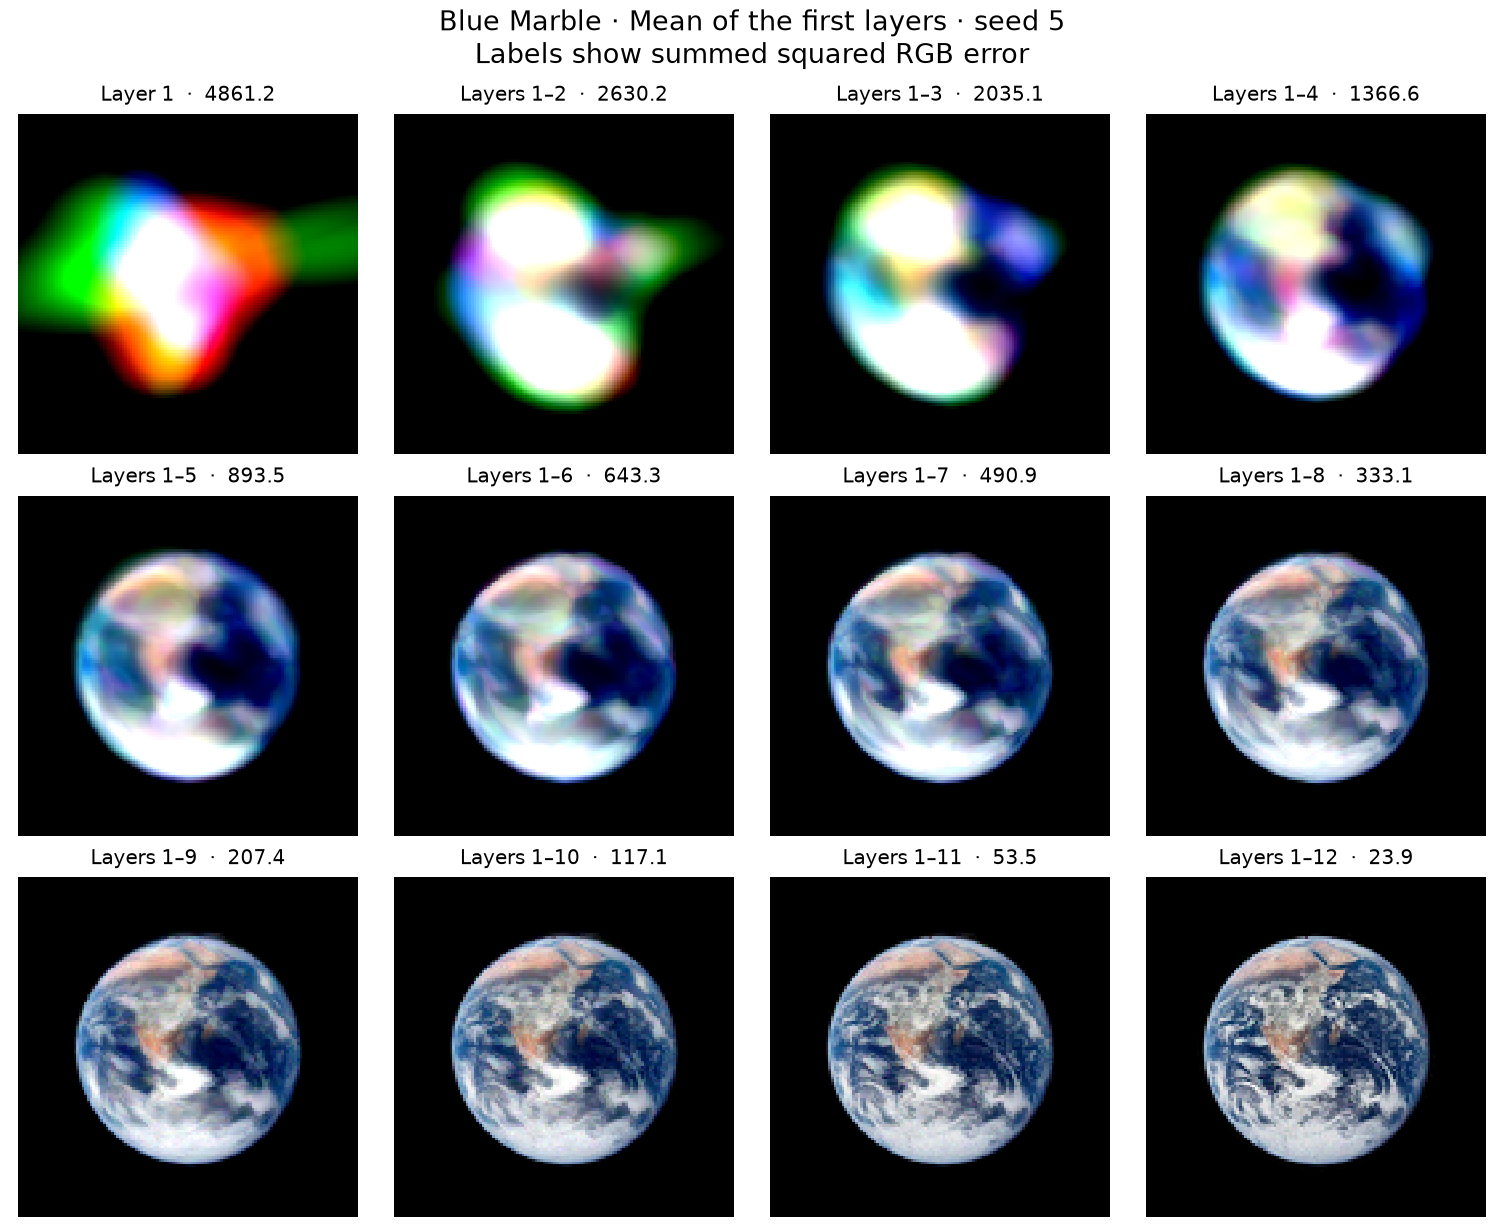 Blue Marble · Mean of the first layers · seed 5
Labels show summed squared RGB error
Layer 1 · 4861.2
Layers 1–2 · 2630.2
Layers 1–3 · 2035.1
Layers 1–4 · 1366.6
Layers 1–5 · 893.5
Layers 1–6 · 643.3
Layers 1–7 · 490.9
Layers 1–8 · 333.1
Layers 1–9 · 207.4
Layers 1–10 · 117.1
Layers 1–11 · 53.5
Layers 1–12 · 23.9